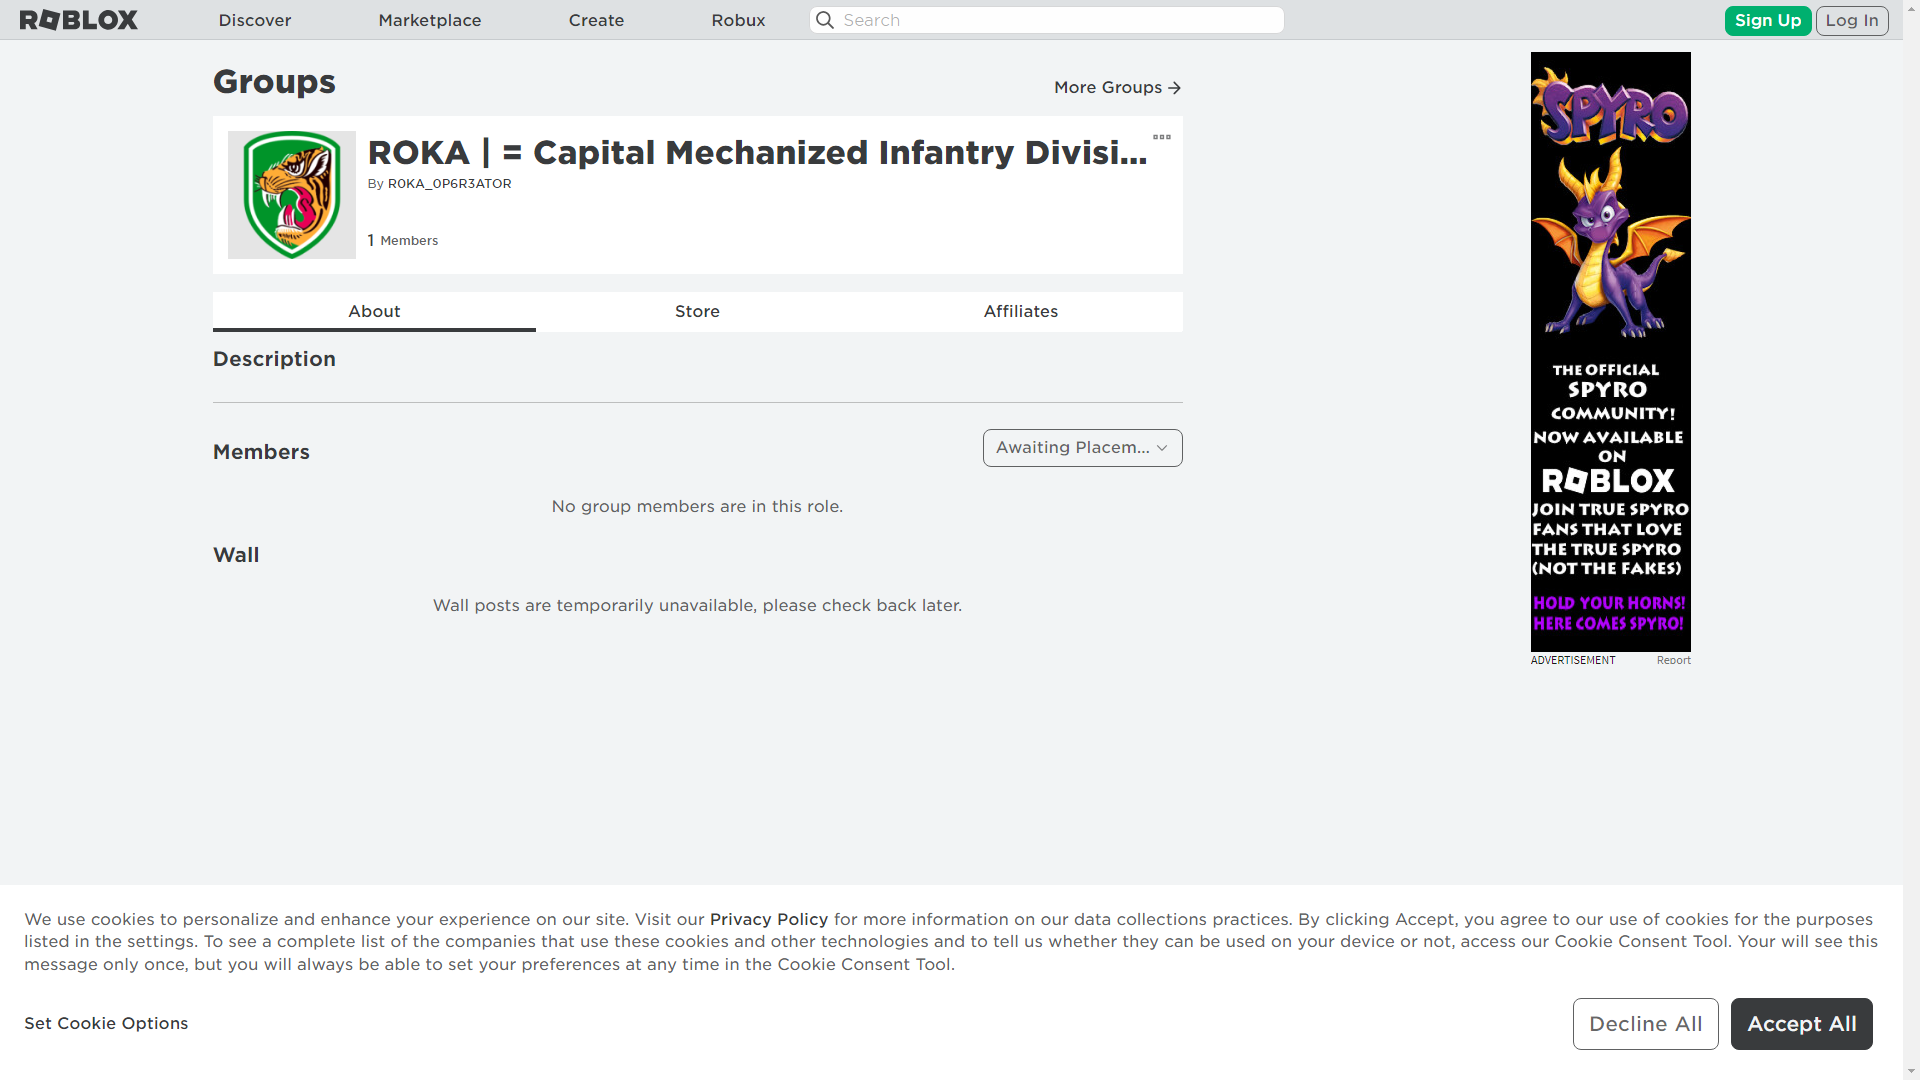 ROBLOX
Discover
Marketplace
Create
Robux
Search
Sign Up
Log In
Groups
More Groups
ROKA | = Capital Mechanized Infantry Divisi...
By R0KA_0P6R3ATOR
1 Members
About
Store
Affiliates
Description
Members
Awaiting Placem...
No group members are in this role.
Wall
Wall posts are temporarily unavailable, please check back later.
SPYRO
THE OFFICIAL
SPYRO
COMMUNITY!
NOW AVAILABLE
ON
ROBLOX
JOIN TRUE SPYRO
FANS THAT LOVE
THE TRUE SPYRO
(NOT THE FAKES)
HOLD YOUR HORNS!
HERE COMES SPYRO!
ADVERTISEMENT
Report
We use cookies to personalize and enhance your experience on our site. Visit our Privacy Policy for more information on our data collections practices. By clicking Accept, you agree to our use of cookies for the purposes
listed in the settings. To see a complete list of the companies that use these cookies and other technologies and to tell us whether they can be used on your device or not, access our Cookie Consent Tool. Your will see this
message only once, but you will always be able to set your preferences at any time in the Cookie Consent Tool.
Set Cookie Options
Decline All
Accept All